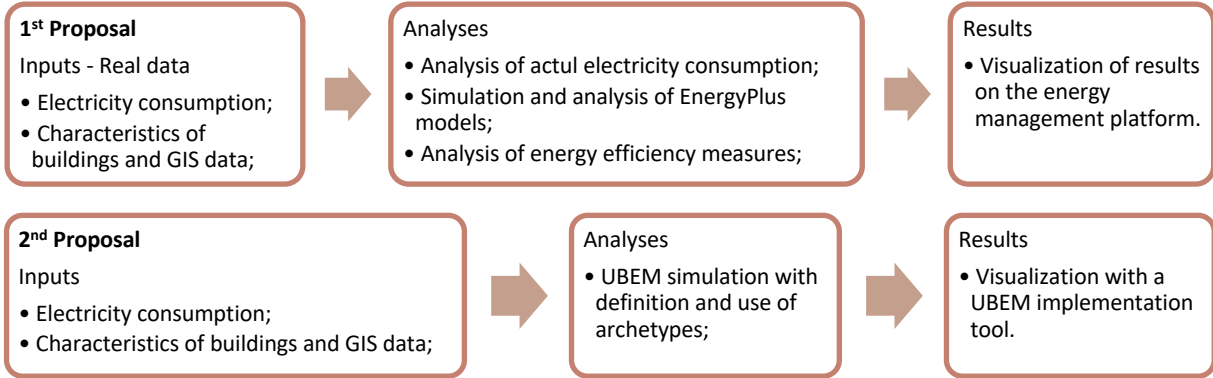 1st Proposal
Inputs - Real data
• Electricity consumption;
• Characteristics of
buildings and GIS data;
Analyses
• Analysis of actul electricity consumption;
• Simulation and analysis of EnergyPlus
models;
• Analysis of energy efficiency measures;
Results
• Visualization of results
on the energy
management platform.
2nd Proposal
Inputs
• Electricity consumption;
• Characteristics of buildings and GIS data;
Analyses
• UBEM simulation with
definition and use of
archetypes;
Results
• Visualization with a
UBEM implementation
tool.